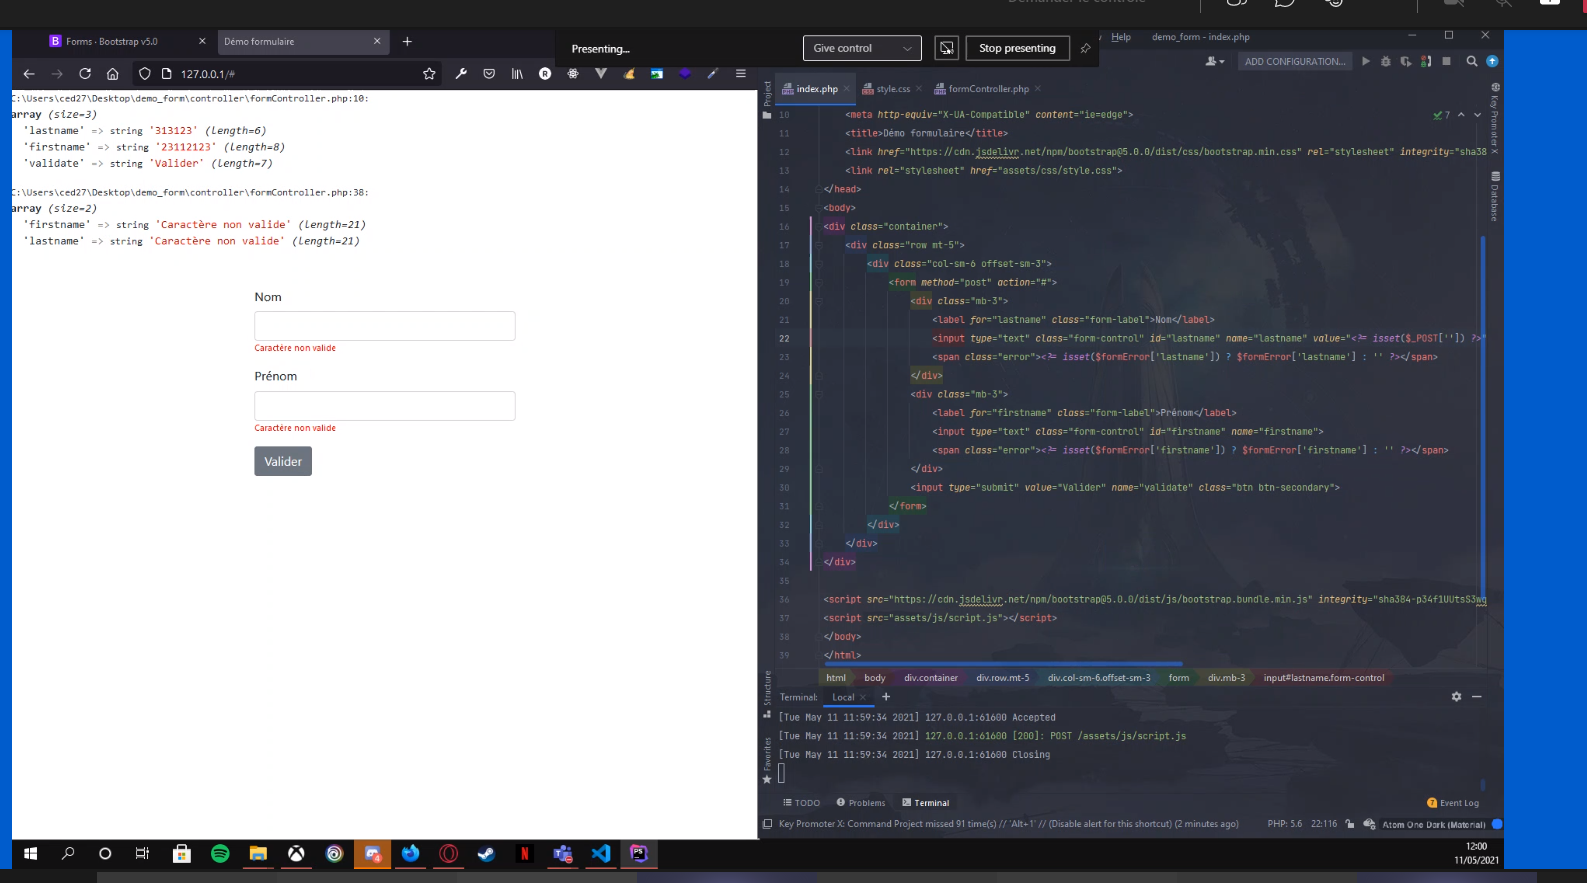 Demander le contrôle
Forms · Bootstrap v5.0
Démo formulaire
Presenting...
Give control
Stop presenting
Help
demo_form - index.php
127.0.0.1/#
ADD CONFIGURATION...
C:\Users\ced27\Desktop\demo_form\controller\formController.php:10:
array (size=3)
'lastname' => string '313123' (length=6)
'firstname' => string '23112123' (length=8)
'validate' => string 'Valider' (length=7)
C:\Users\ced27\Desktop\demo_form\controller\formController.php:38:
array (size=2)
'firstname' => string 'Caractère non valide' (length=21)
'lastname' => string 'Caractère non valide' (length=21)
Nom
Caractère non valide
Prénom
Caractère non valide
Valider
Project
index.php
style.css
formController.php
7
10 <meta http-equiv="X-UA-Compatible" content="ie=edge">
11 <title>Démo formulaire</title>
12 <link href="https://cdn.jsdelivr.net/npm/bootstrap@5.0.0/dist/css/bootstrap.min.css" rel="stylesheet" integrity="sha38
13 <link rel="stylesheet" href="assets/css/style.css">
14 </head>
15 <body>
16 <div class="container">
17 <div class="row mt-5">
18 <div class="col-sm-6 offset-sm-3">
19 <form method="post" action="#">
20 <div class="mb-3">
21 <label for="lastname" class="form-label">Nom</label>
22 <input type="text" class="form-control" id="lastname" name="lastname" value="<?= isset($_POST['']) ?>"
23 <span class="error"><?= isset($formError['lastname']) ? $formError['lastname'] : '' ?></span>
24 </div>
25 <div class="mb-3">
26 <label for="firstname" class="form-label">Prénom</label>
27 <input type="text" class="form-control" id="firstname" name="firstname">
28 <span class="error"><?= isset($formError['firstname']) ? $formError['firstname'] : '' ?></span>
29 </div>
30 <input type="submit" value="Valider" name="validate" class="btn btn-secondary">
31 </form>
32 </div>
33 </div>
34 </div>
35
36 <script src="https://cdn.jsdelivr.net/npm/bootstrap@5.0.0/dist/js/bootstrap.bundle.min.js" integrity="sha384-p34f1UUtsS3wq
37 <script src="assets/js/script.js"></script>
38 </body>
39 </html>
Key Promoter X
Database
html body div.container div.row.mt-5 div.col-sm-6.offset-sm-3 form div.mb-3 input#lastname.form-control
Structure
Favorites
Terminal: Local
[Tue May 11 11:59:34 2021] 127.0.0.1:61600 Accepted
[Tue May 11 11:59:34 2021] 127.0.0.1:61600 [200]: POST /assets/js/script.js
[Tue May 11 11:59:34 2021] 127.0.0.1:61600 Closing
TODO Problems Terminal
7 Event Log
Key Promoter X: Command Project missed 91 time(s) // 'Alt+1' // (Disable alert for this shortcut) (2 minutes ago)
PHP: 5.6 22:116 Atom One Dark (Material)
12:00
11/05/2021